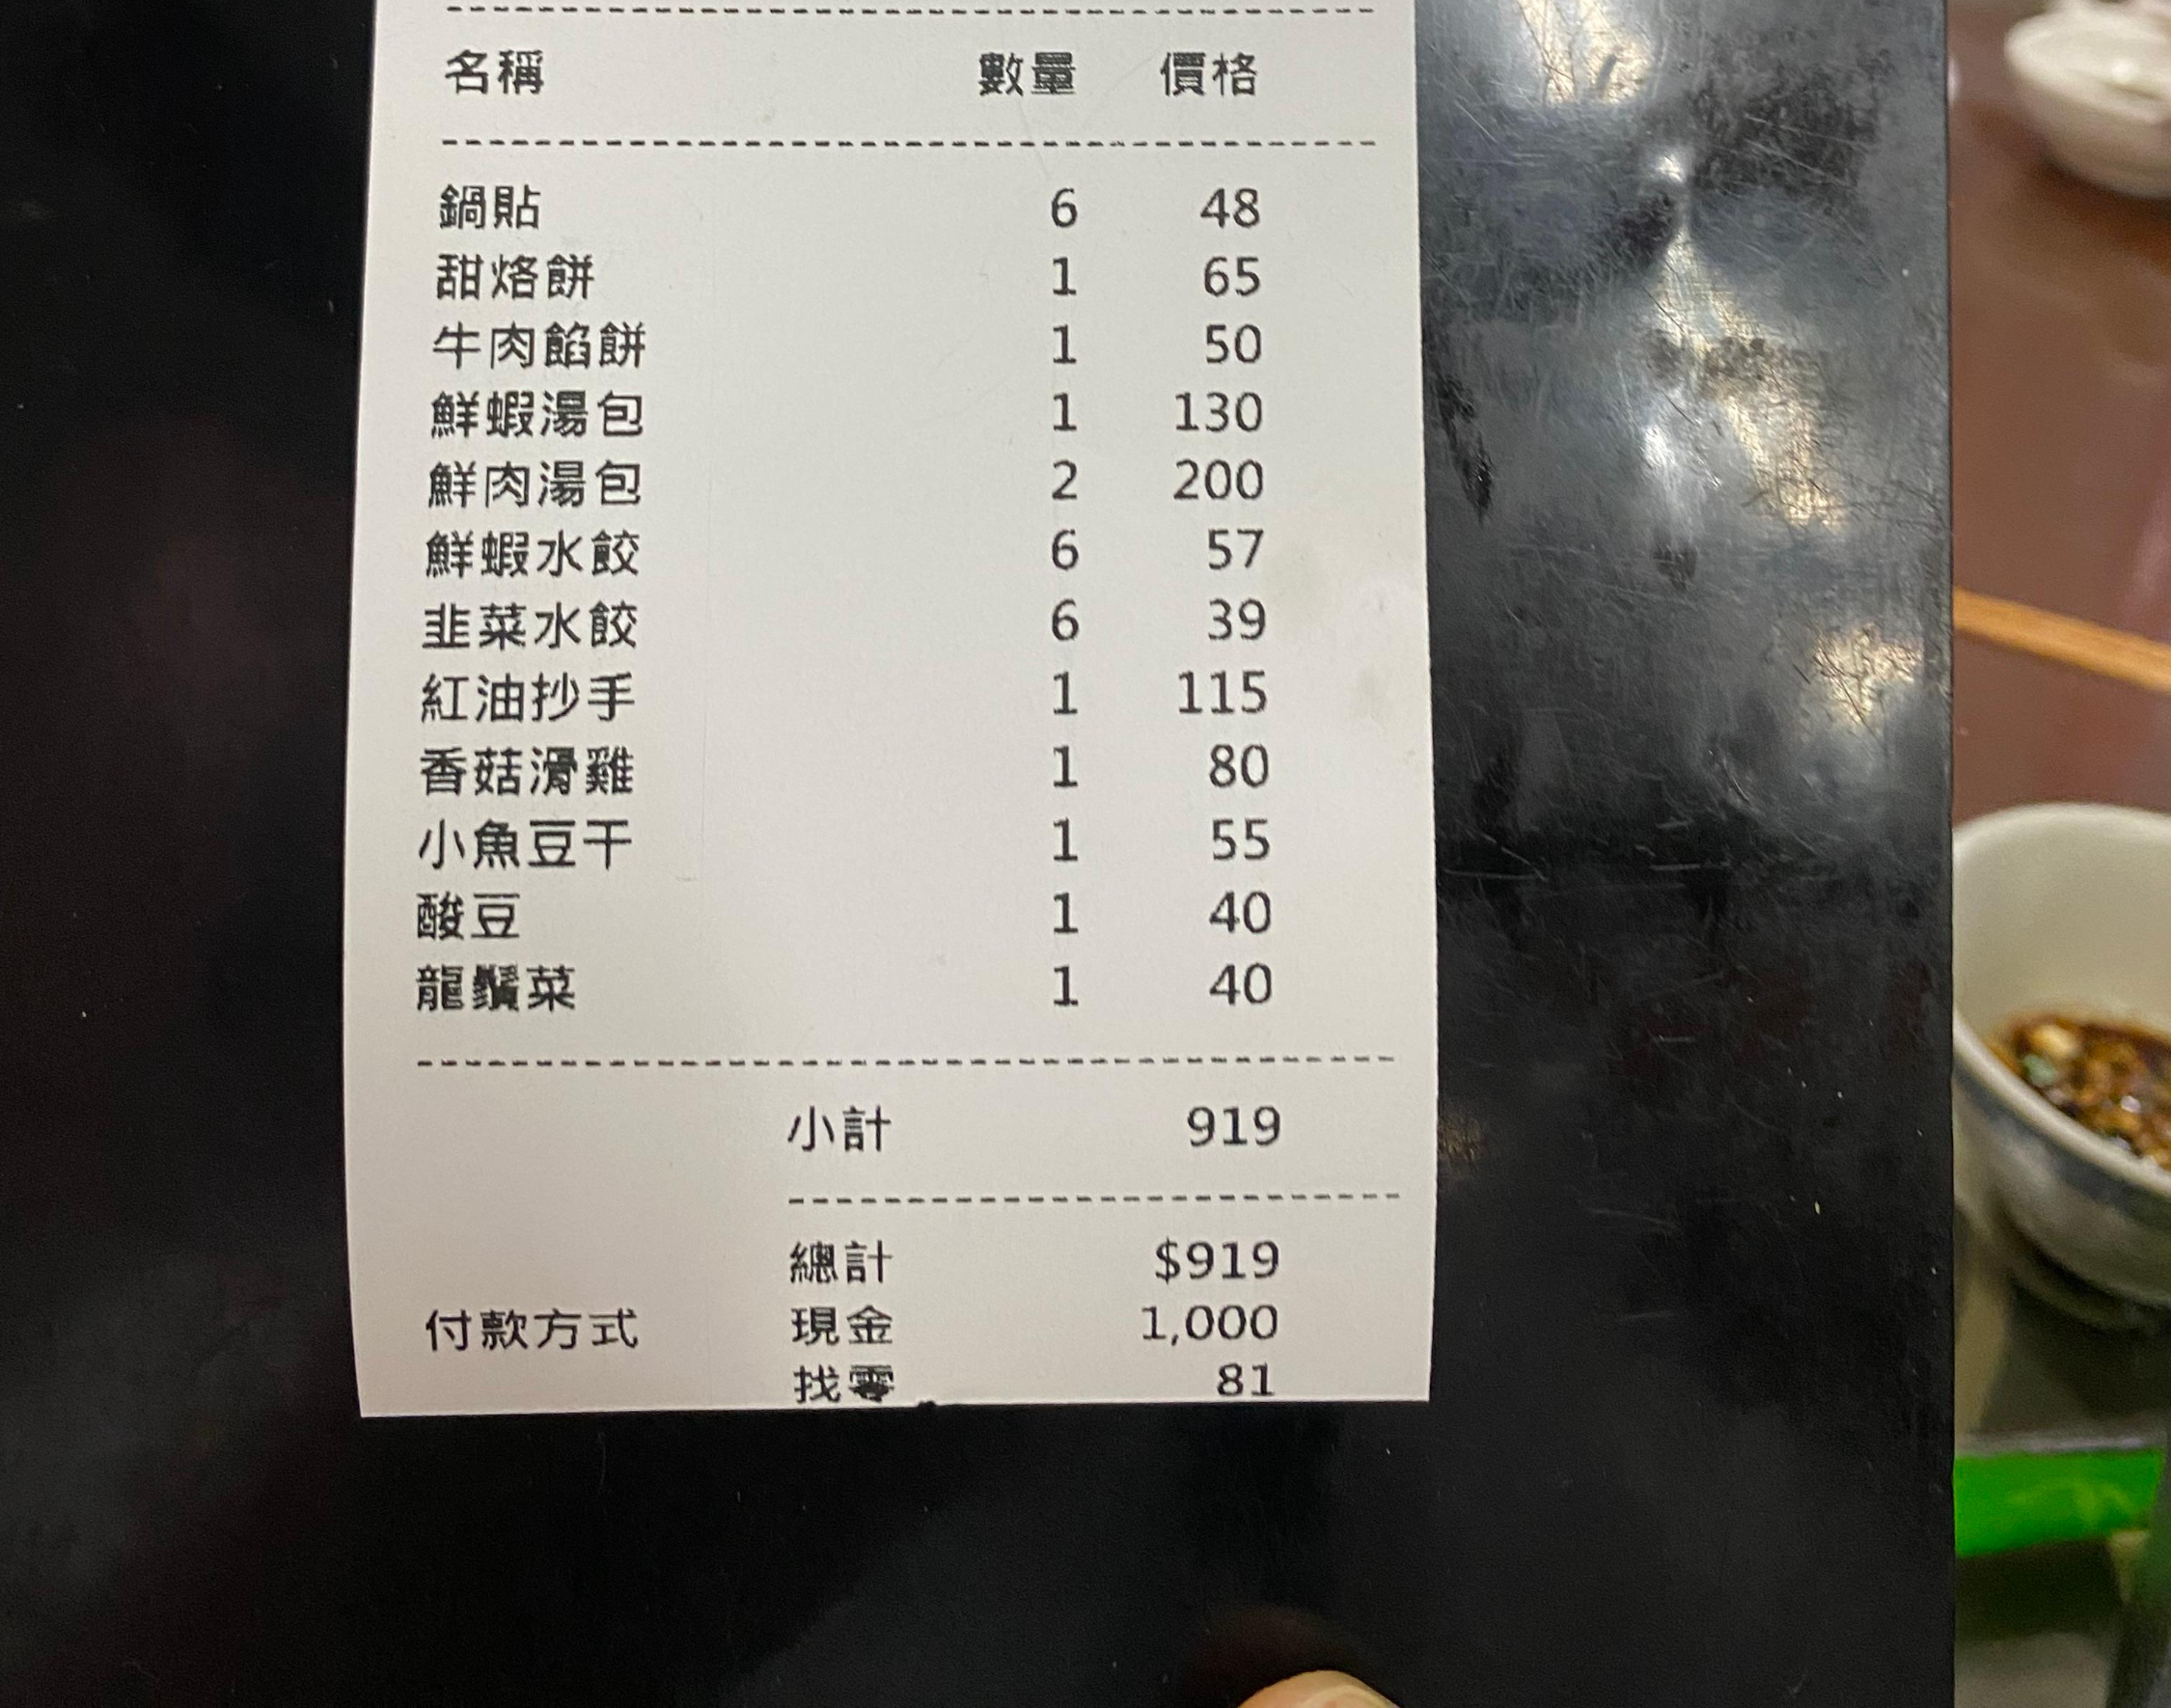 名稱 數量 價格
鍋貼 6 48
甜烙餅 1 65
牛肉餡餅 1 50
鮮蝦湯包 1 130
鮮肉湯包 2 200
鮮蝦水餃 6 57
韭菜水餃 6 39
紅油抄手 1 115
香菇滑雞 1 80
小魚豆干 1 55
酸豆 1 40
龍鬚菜 1 40
小計 919
總計 $919
付款方式 現金 1,000
找零 81